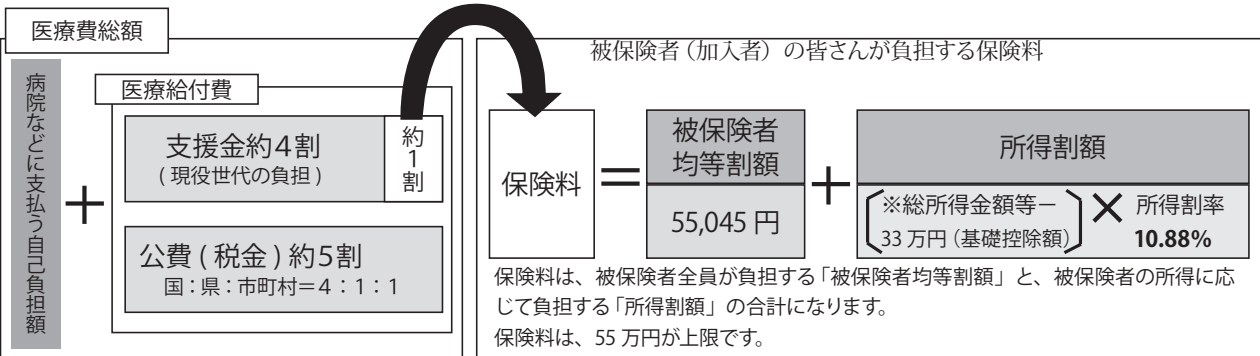 医療費総額
病院などに支払う自己負担額
＋
医療給付費
支援金約4割
(現役世代の負担)
約1割
公費(税金)約5割
国：県：市町村＝4：1：1
被保険者（加入者）の皆さんが負担する保険料
保険料
＝
被保険者
均等割額
55,045 円
＋
所得割額
※総所得金額等－
33 万円（基礎控除額）
×
所得割率
10.88%
保険料は、被保険者全員が負担する「被保険者均等割額」と、被保険者の所得に応
じて負担する「所得割額」の合計になります。
保険料は、55 万円が上限です。